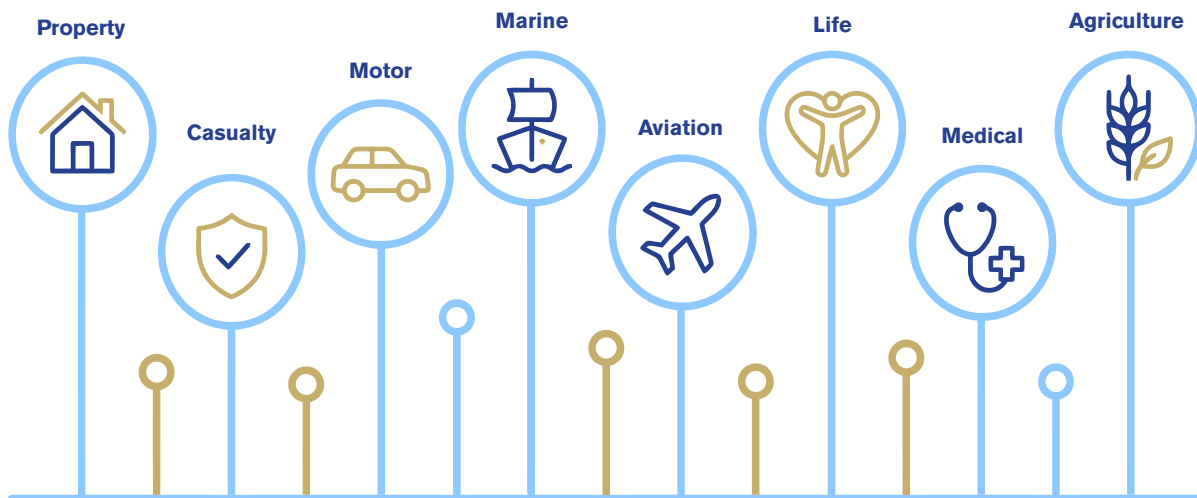 Property
Casualty
Motor
Marine
Aviation
Life
Medical
Agriculture